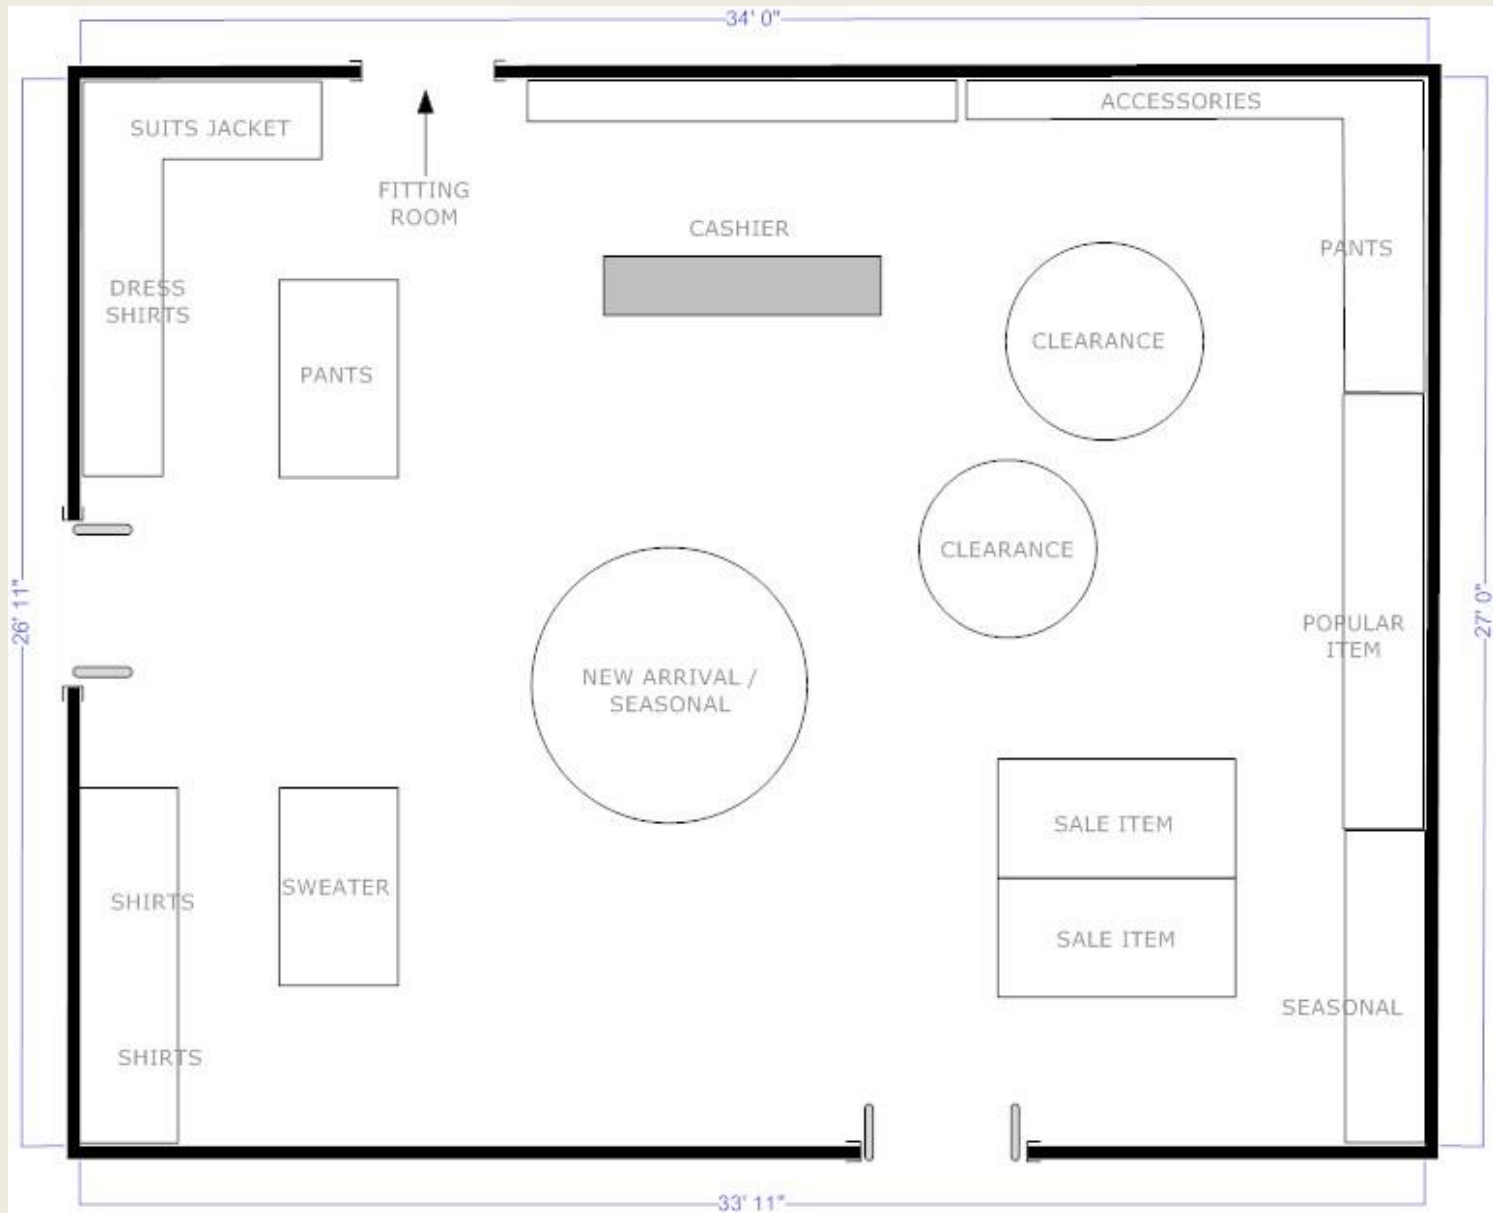 34' 0"
ACCESSORIES
SUITS JACKET
FITTING
ROOM
CASHIER
PANTS
DRESS
SHIRTS
CLEARANCE
PANTS
CLEARANCE
26' 11"
27' 0"
POPULAR
ITEM
NEW ARRIVAL /
SEASONAL
SALE ITEM
SWEATER
SHIRTS
SALE ITEM
SEASONAL
SHIRTS
33' 11"